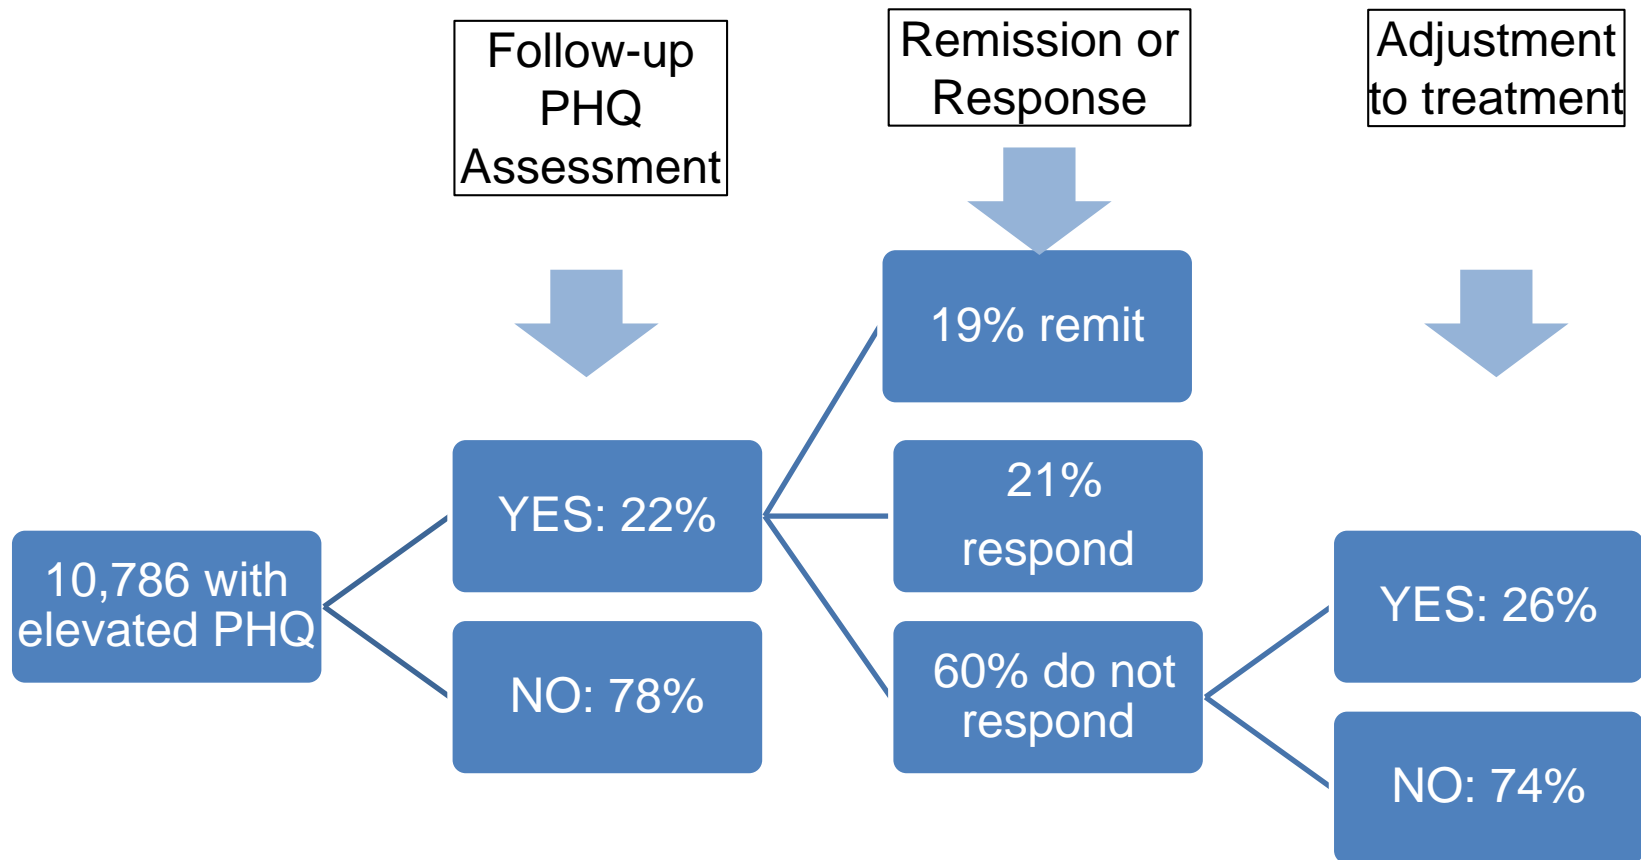 Follow-up
PHQ
Assessment
Remission or
Response
Adjustment
to treatment
19% remit
YES: 22%
21%
respond
10,786 with
elevated PHQ
NO: 78%
60% do not
respond
YES: 26%
NO: 74%